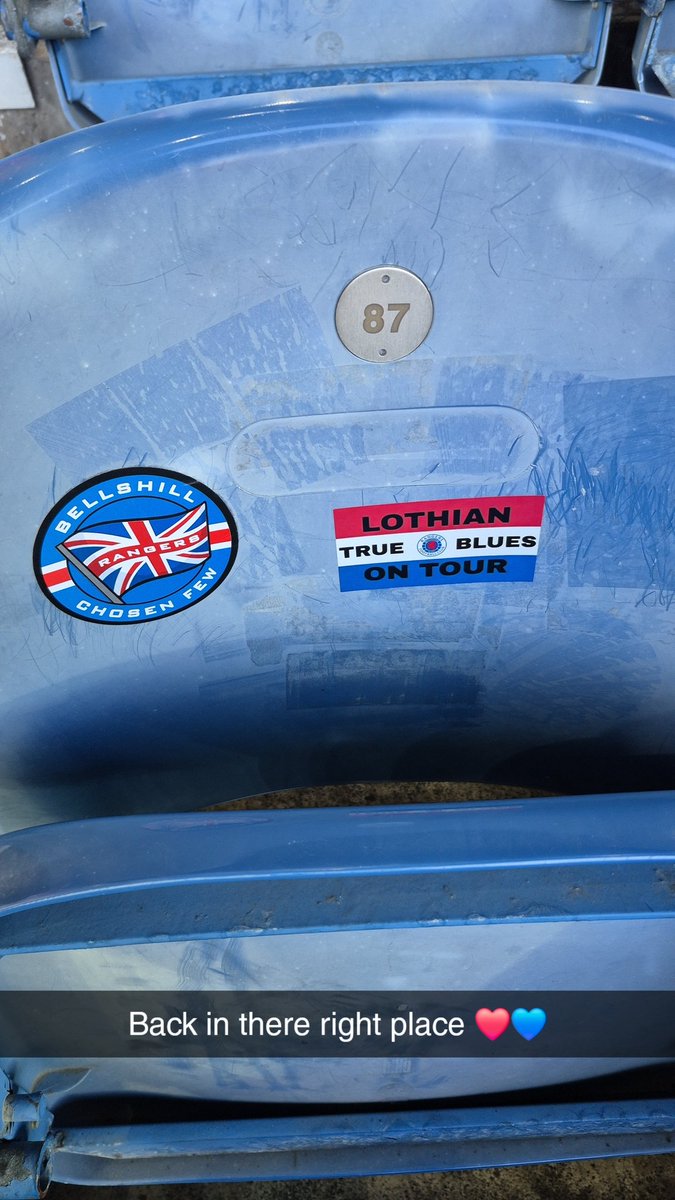 87
BELLSHILL
RANGERS
CHOSEN FEW
LOTHIAN
TRUE BLUES
ON TOUR
Back in there right place ❤️💙